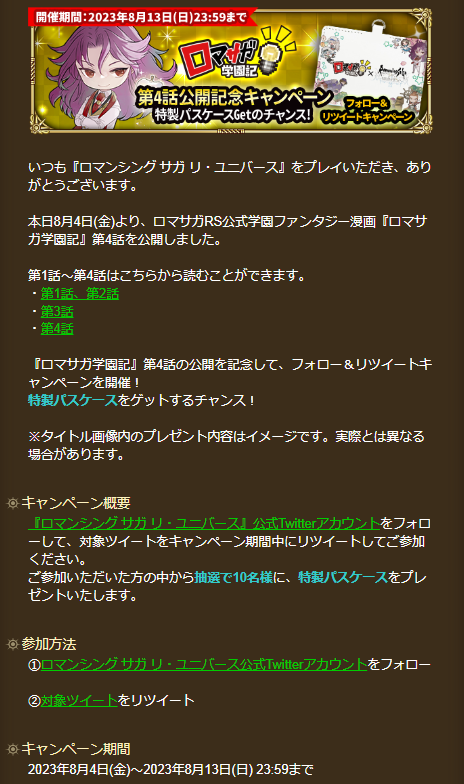 開催期間：2023年8月13日(日)23:59まで
ロマサガ
学園記
第4話公開記念キャンペーン
特製パスケースGetのチャンス!
フォロー&
リツイートキャンペーン
いつも『ロマンシング サガ リ・ユニバース』をプレイいただき、あり
がとうございます。
本日8月4日(金)より、ロマサガRS公式学園ファンタジー漫画『ロマサ
ガ学園記』第4話を公開しました。
第1話～第4話はこちらから読むことができます。
・第1話、第2話
・第3話
・第4話
『ロマサガ学園記』第4話の公開を記念して、フォロー＆リツイートキ
ャンペーンを開催！
特製パスケースをゲットするチャンス！
※タイトル画像内のプレゼント内容はイメージです。実際とは異なる
場合があります。
キャンペーン概要
『ロマンシング サガ リ・ユニバース』公式Twitterアカウントをフォロ
ーして、対象ツイートをキャンペーン期間中にリツイートしてご参加
ください。
ご参加いただいた方の中から抽選で10名様に、特製パスケースをプレ
ゼントいたします。
参加方法
①ロマンシング サガ リ・ユニバース公式Twitterアカウントをフォロー
②対象ツイートをリツイート
キャンペーン期間
2023年8月4日(金)～2023年8月13日(日) 23:59まで